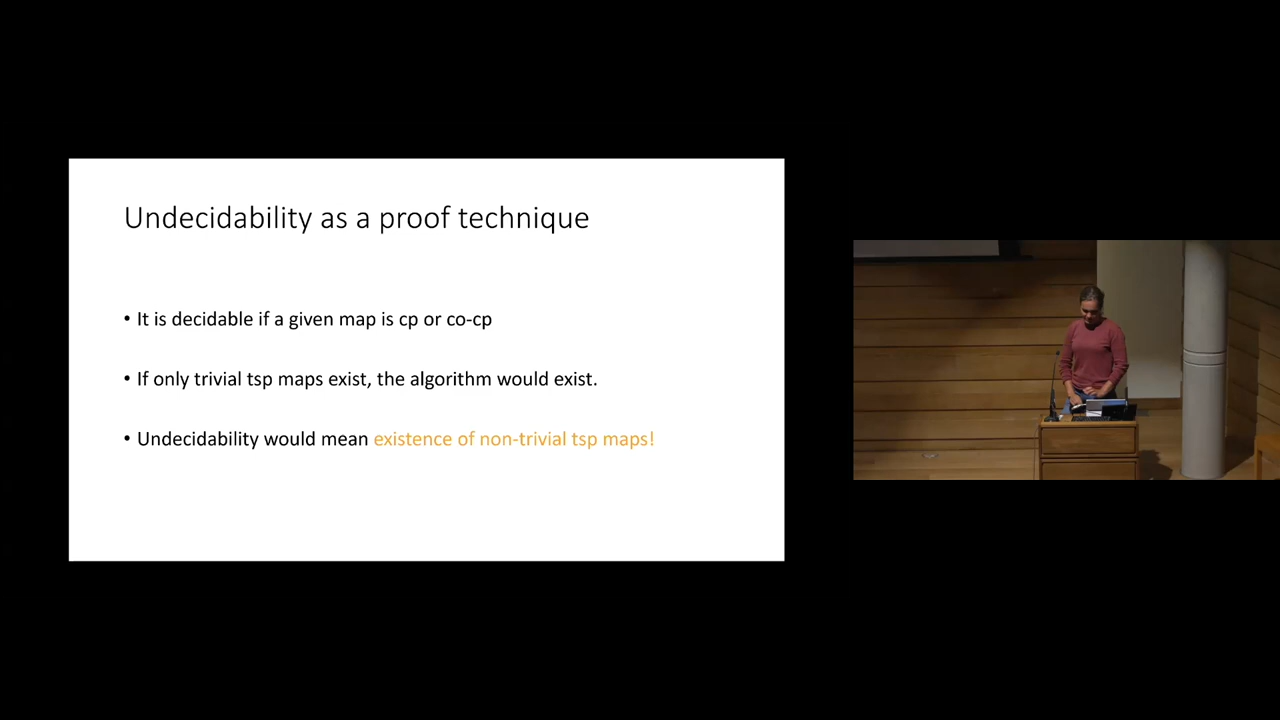 Undecidability as a proof technique
• It is decidable if a given map is cp or co-cp
• If only trivial tsp maps exist, the algorithm would exist.
• Undecidability would mean existence of non-trivial tsp maps!